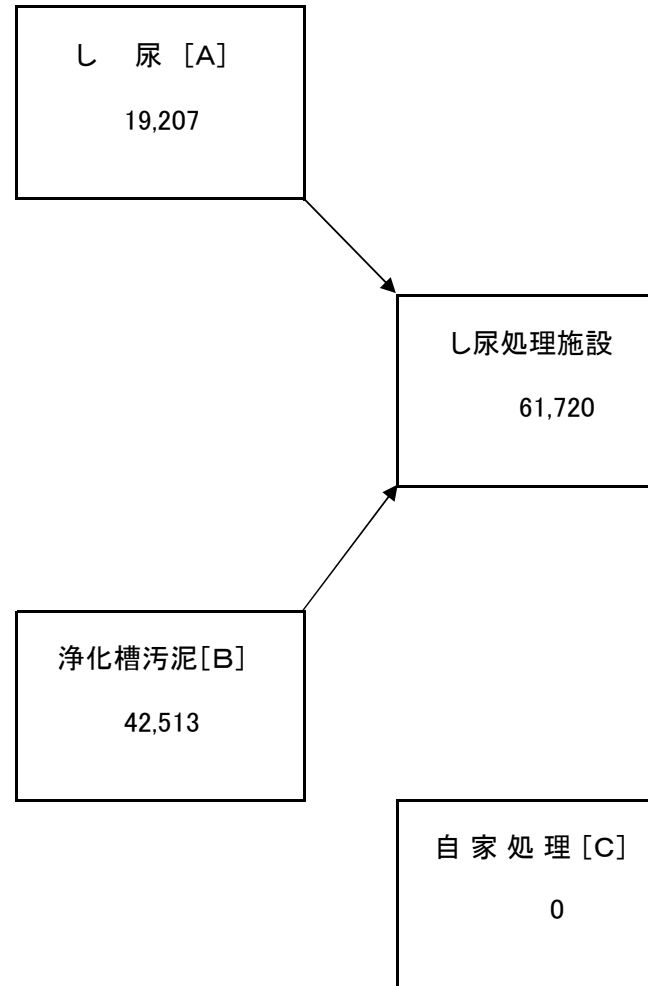 し 尿 [A]
19,207
し尿処理施設
61,720
浄化槽汚泥[B]
42,513
自 家 処 理 [C]
0